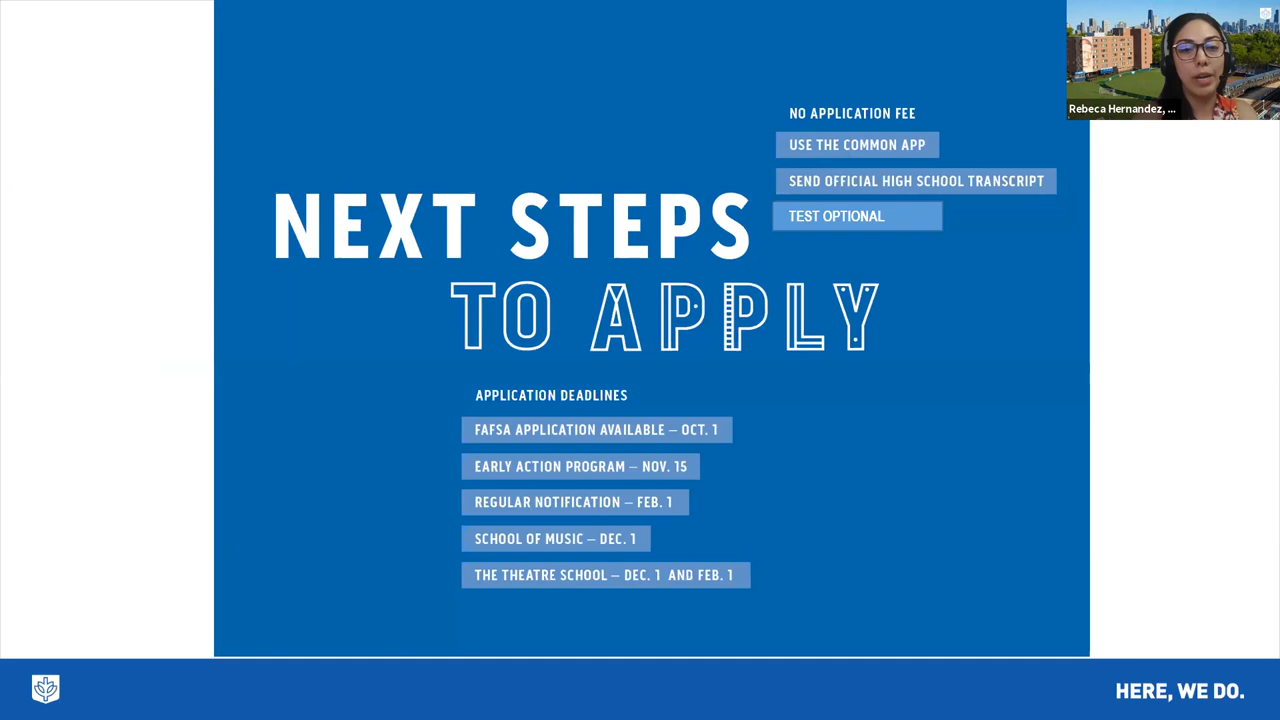 NO APPLICATION FEE
USE THE COMMON APP
SEND OFFICIAL HIGH SCHOOL TRANSCRIPT
TEST OPTIONAL
NEXT STEPS
TO APPLY
APPLICATION DEADLINES
FAFSA APPLICATION AVAILABLE – OCT. 1
EARLY ACTION PROGRAM – NOV. 15
REGULAR NOTIFICATION – FEB. 1
SCHOOL OF MUSIC – DEC. 1
THE THEATRE SCHOOL – DEC. 1 AND FEB. 1
Rebeca Hernandez, ...
HERE, WE DO.